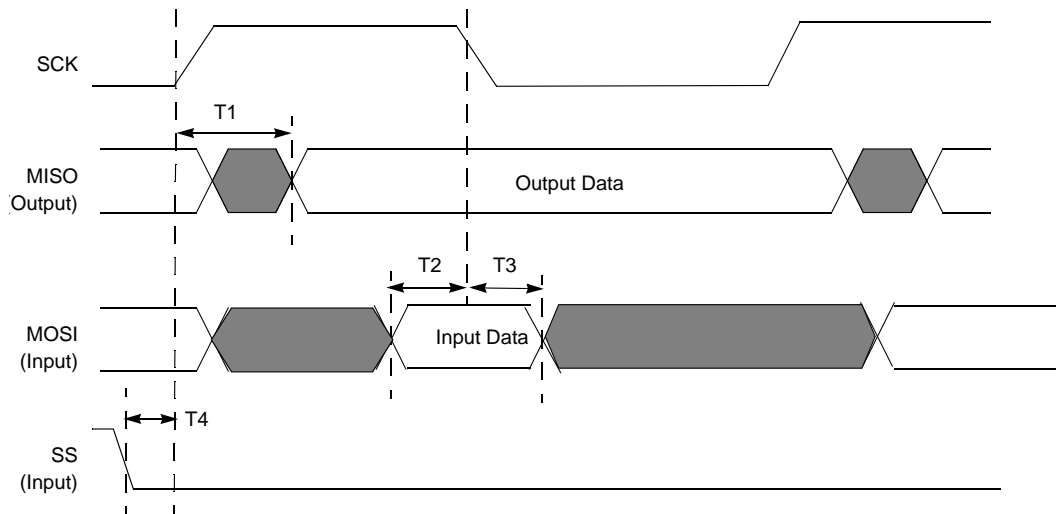 SCK
T1
MISO
(Output)
Output Data
T2
T3
MOSI
(Input)
Input Data
T4
SS
(Input)